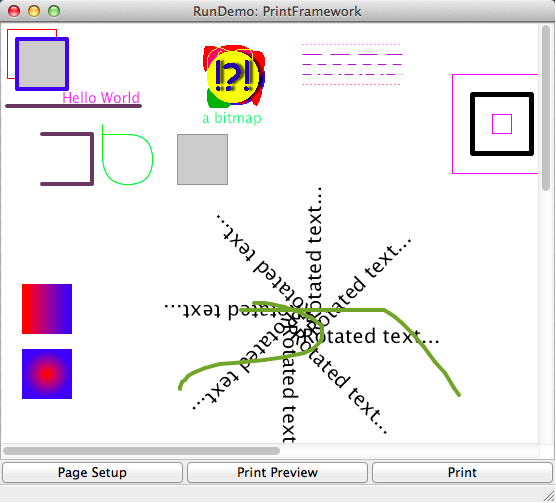 RunDemo: PrintFramework
Hello World
!?!
a bitmap
Rotated text...
Rotated text...
Rotated text...
Rotated text...
Rotated text...
Rotated text...
Rotated text...
Rotated text
Page Setup
Print Preview
Print